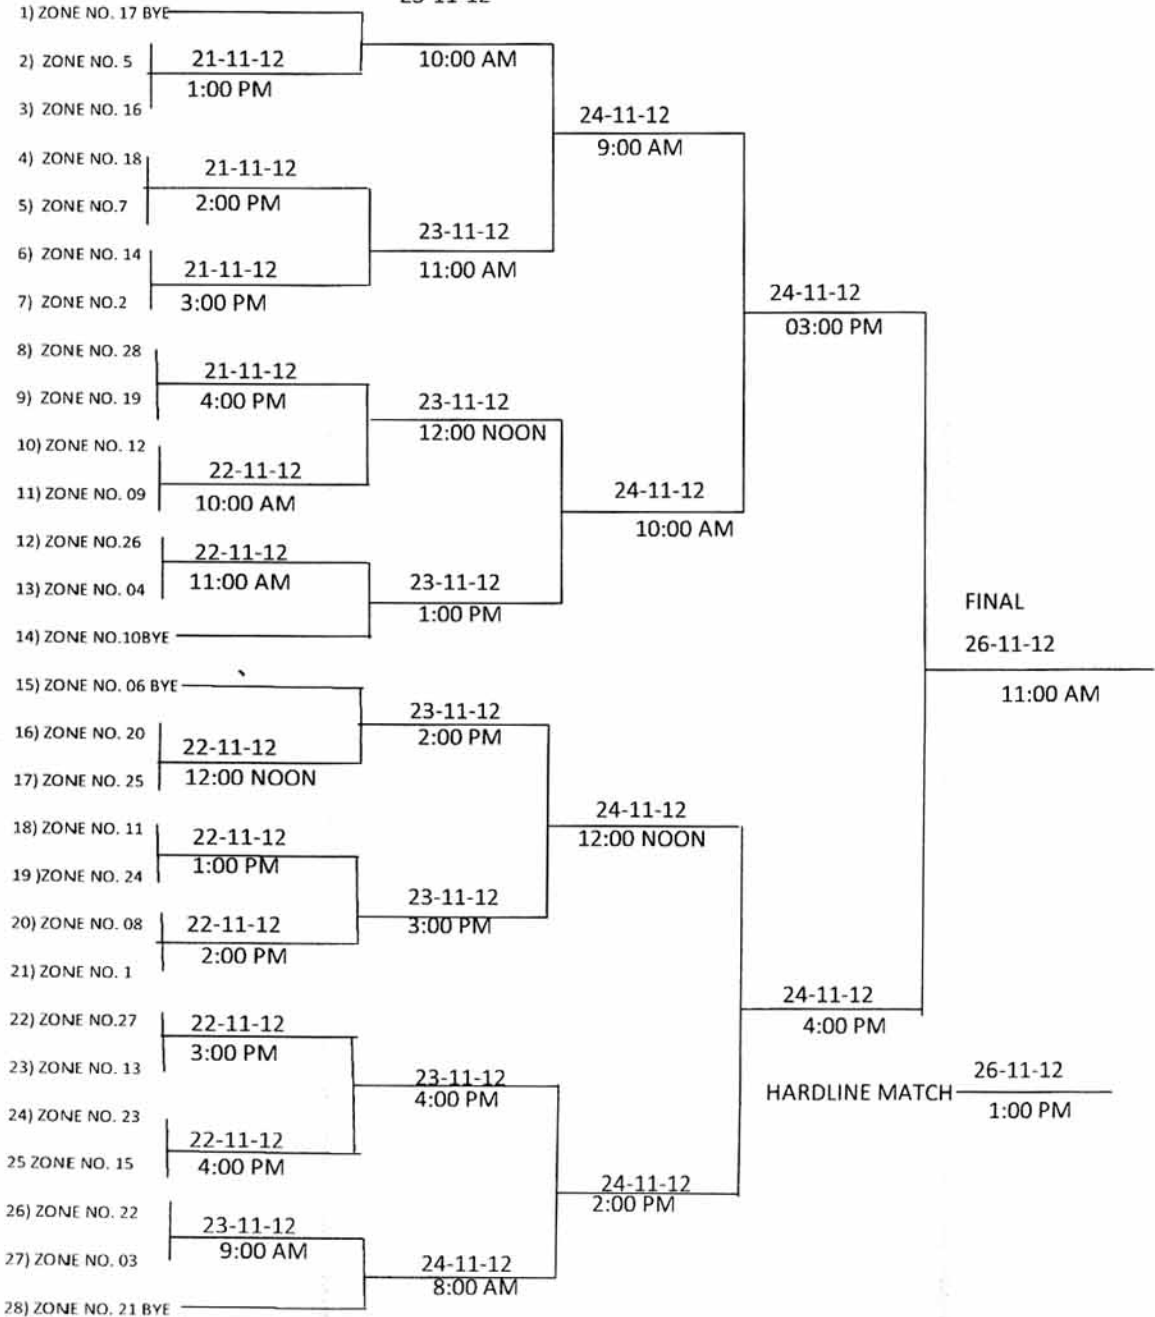 23-11-12
1) ZONE NO. 17 BYE
10:00 AM
2) ZONE NO. 5
21-11-12
1:00 PM
3) ZONE NO. 16
24-11-12
9:00 AM
4) ZONE NO. 18
21-11-12
2:00 PM
5) ZONE NO.7
23-11-12
11:00 AM
6) ZONE NO. 14
21-11-12
3:00 PM
7) ZONE NO.2
24-11-12
03:00 PM
8) ZONE NO. 28
21-11-12
4:00 PM
9) ZONE NO. 19
23-11-12
12:00 NOON
10) ZONE NO. 12
22-11-12
10:00 AM
11) ZONE NO. 09
24-11-12
10:00 AM
12) ZONE NO.26
22-11-12
11:00 AM
13) ZONE NO. 04
23-11-12
1:00 PM
14) ZONE NO.10BYE
FINAL
26-11-12
11:00 AM
15) ZONE NO. 06 BYE
23-11-12
2:00 PM
16) ZONE NO. 20
22-11-12
12:00 NOON
17) ZONE NO. 25
24-11-12
12:00 NOON
18) ZONE NO. 11
22-11-12
1:00 PM
19 )ZONE NO. 24
23-11-12
3:00 PM
20) ZONE NO. 08
22-11-12
2:00 PM
21) ZONE NO. 1
24-11-12
4:00 PM
22) ZONE NO.27
22-11-12
3:00 PM
23) ZONE NO. 13
23-11-12
4:00 PM
HARDLINE MATCH
26-11-12
1:00 PM
24) ZONE NO. 23
22-11-12
4:00 PM
25 ZONE NO. 15
24-11-12
2:00 PM
26) ZONE NO. 22
23-11-12
9:00 AM
27) ZONE NO. 03
24-11-12
8:00 AM
28) ZONE NO. 21 BYE